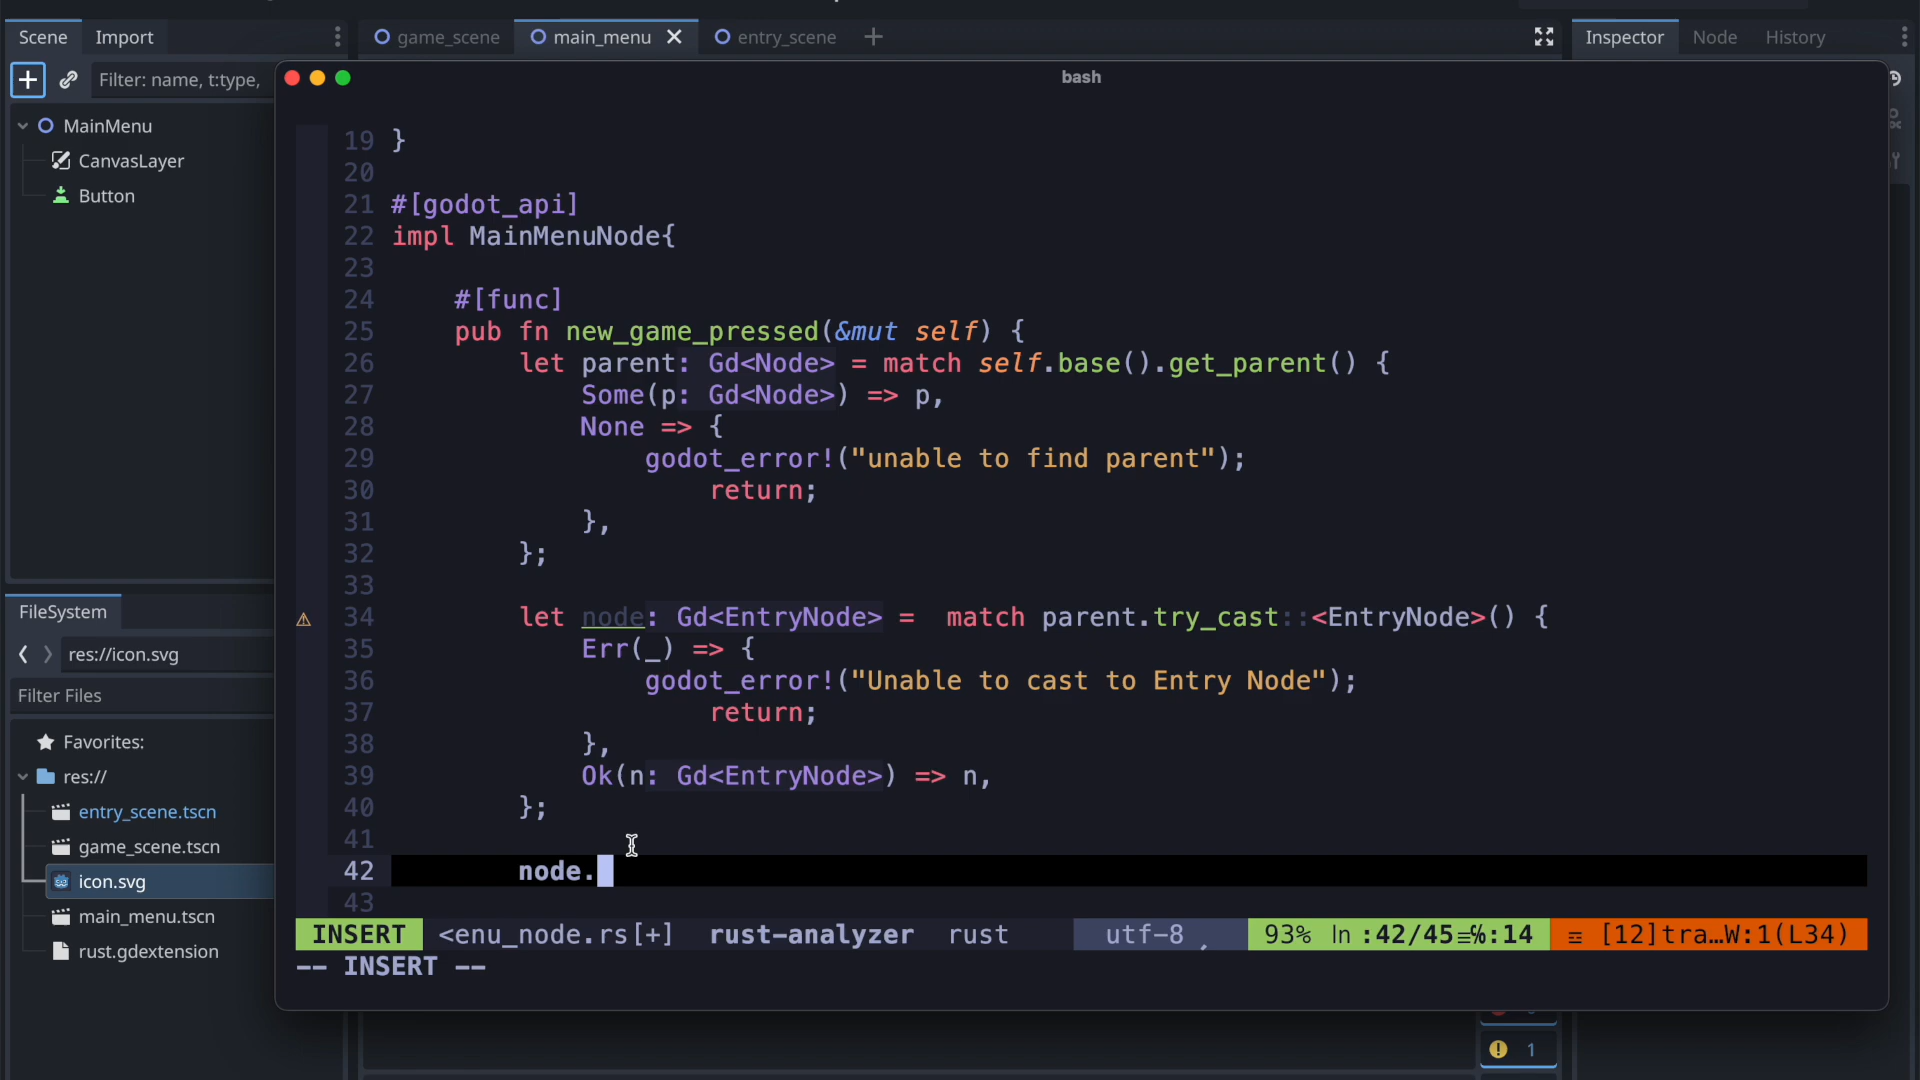 Scene Import
game_scene main_menu entry_scene
Inspector Node History
Filter: name, t:type,
bash
MainMenu
CanvasLayer
Button
19 }
20
21 #[godot_api]
22 impl MainMenuNode{
23
24 #[func]
25 pub fn new_game_pressed(&mut self) {
26 let parent: Gd<Node> = match self.base().get_parent() {
27 Some(p: Gd<Node>) => p,
28 None => {
29 godot_error!("unable to find parent");
30 return;
31 },
32 };
33
34 let node: Gd<EntryNode> =  match parent.try_cast::<EntryNode>() {
35 Err(_) => {
36 godot_error!("Unable to cast to Entry Node");
37 return;
38 },
39 Ok(n: Gd<EntryNode>) => n,
40 };
41
42 node.
43
INSERT <enu_node.rs[+] rust-analyzer rust utf-8 93% ln :42/45≡℅:14 ☲ [12]tra…W:1(L34)
-- INSERT --
FileSystem
res://icon.svg
Filter Files
Favorites:
res://
entry_scene.tscn
game_scene.tscn
icon.svg
main_menu.tscn
rust.gdextension
1